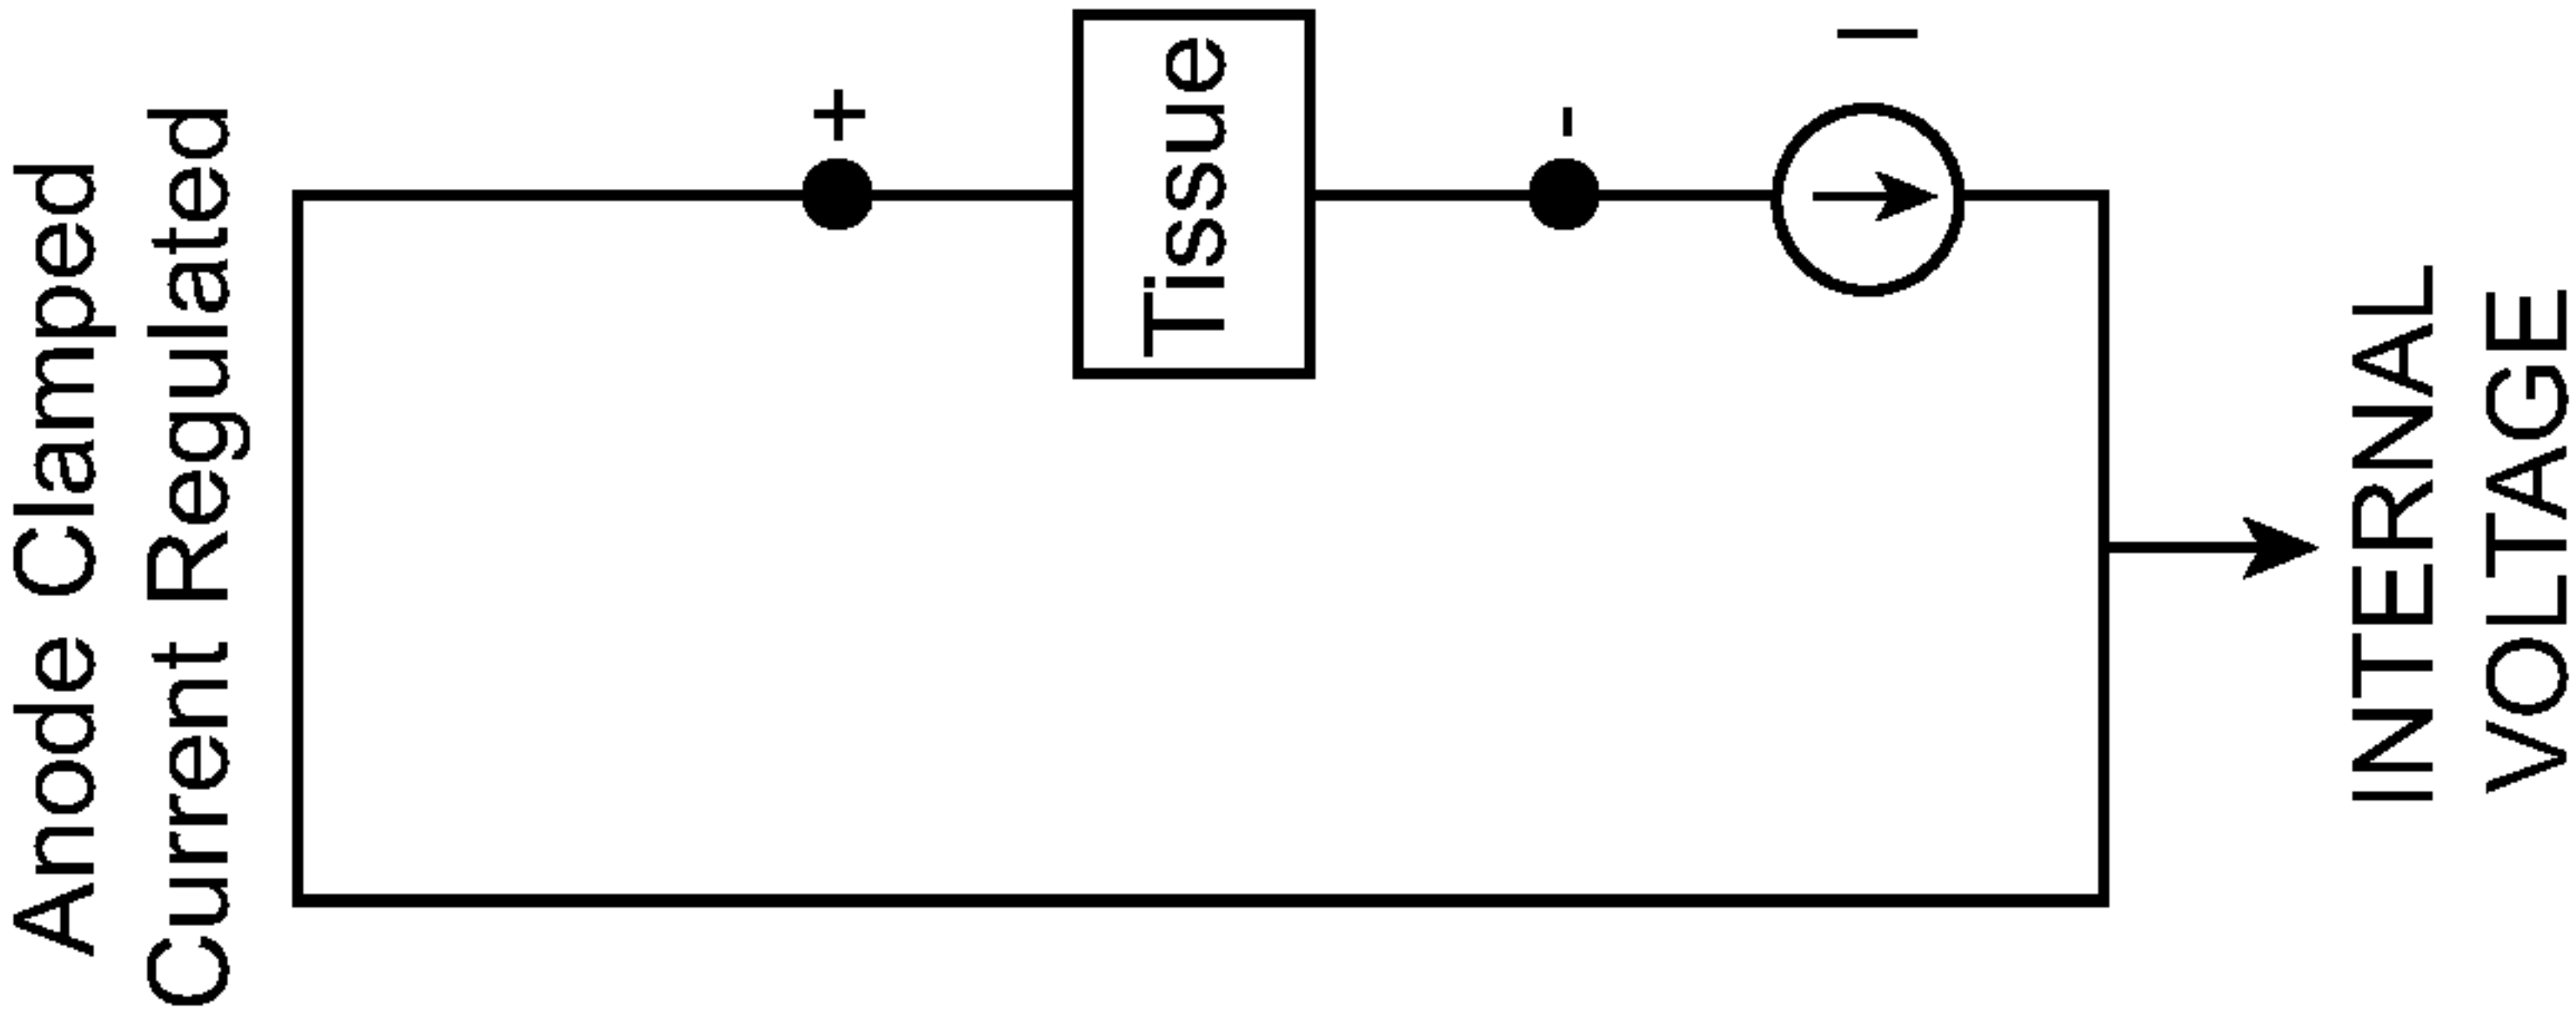 Anode Clamped
Current Regulated
+
Tissue
-
I
INTERNAL
VOLTAGE